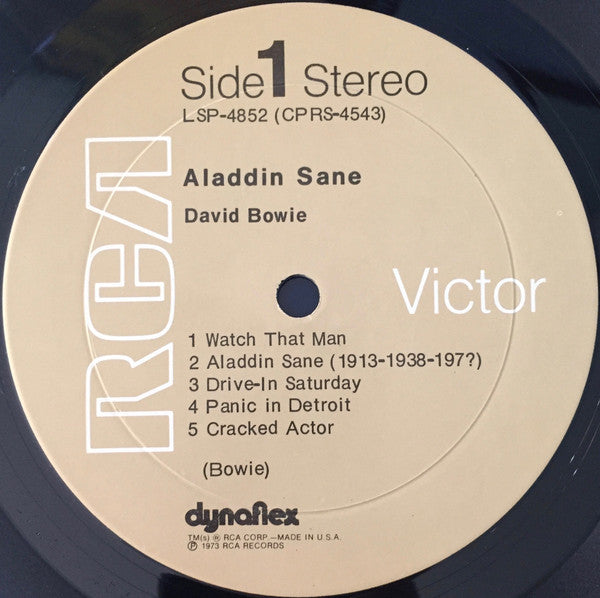 Side 1 Stereo
LSP-4852 (CPRS-4543)
Aladdin Sane
David Bowie
RCA
Victor
1 Watch That Man
2 Aladdin Sane (1913-1938-197?)
3 Drive-In Saturday
4 Panic in Detroit
5 Cracked Actor
(Bowie)
dynaflex
TM(s) ® RCA CORP.—MADE IN U.S.A.
℗ 1973 RCA RECORDS